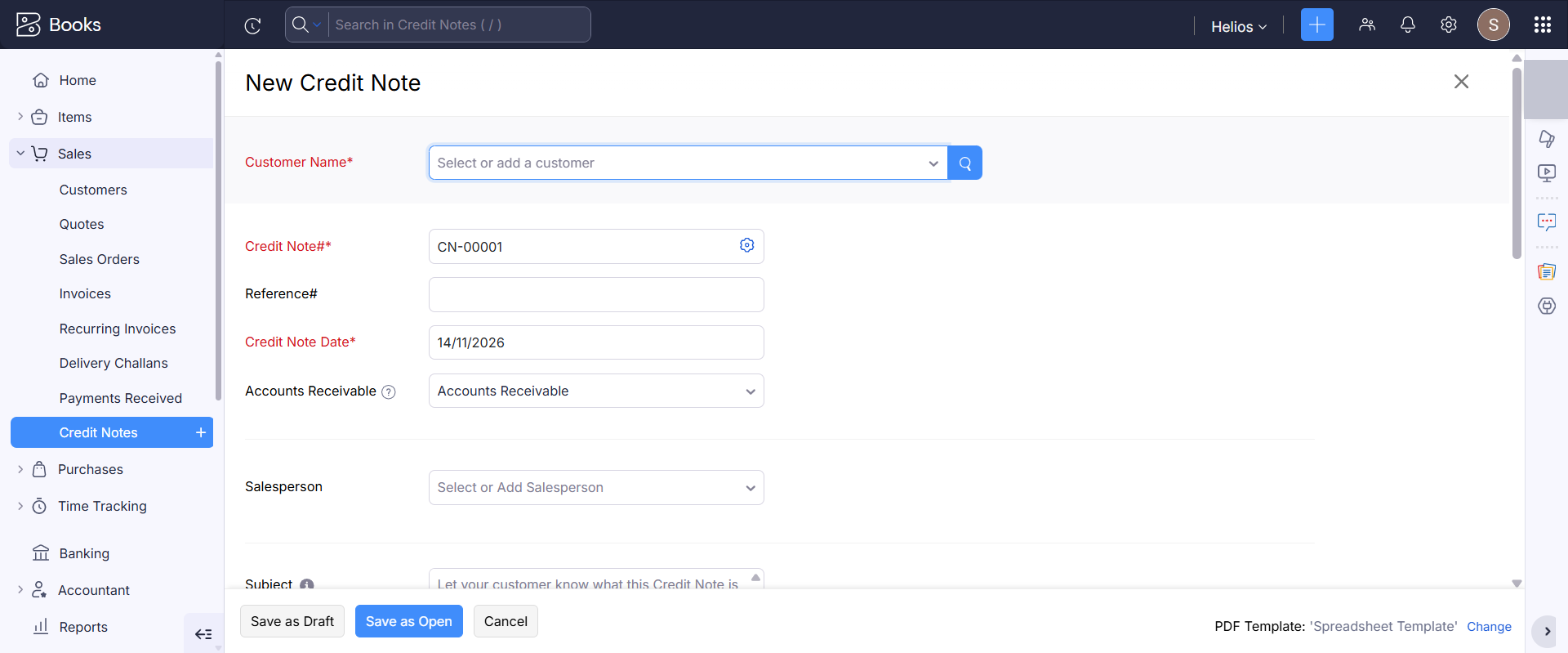 Books
Search in Credit Notes ( / )
Helios
S
Home
Items
Sales
Customers
Quotes
Sales Orders
Invoices
Recurring Invoices
Delivery Challans
Payments Received
Credit Notes
Purchases
Time Tracking
Banking
Accountant
Reports
New Credit Note
Customer Name* Select or add a customer
Credit Note#* CN-00001
Reference#
Credit Note Date* 14/11/2026
Accounts Receivable ? Accounts Receivable
Salesperson Select or Add Salesperson
Subject Let your customer know what this Credit Note is
Save as Draft Save as Open Cancel
PDF Template: 'Spreadsheet Template' Change